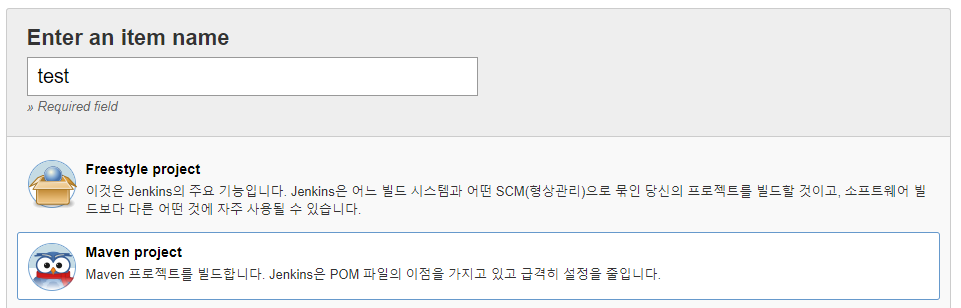 Enter an item name
test
» Required field
Freestyle project
이것은 Jenkins의 주요 기능입니다. Jenkins은 어느 빌드 시스템과 어떤 SCM(형상관리)으로 묶인 당신의 프로젝트를 빌드할 것이고, 소프트웨어 빌
드보다 다른 어떤 것에 자주 사용될 수 있습니다.
Maven project
Maven 프로젝트를 빌드합니다. Jenkins은 POM 파일의 이점을 가지고 있고 급격히 설정을 줄입니다.